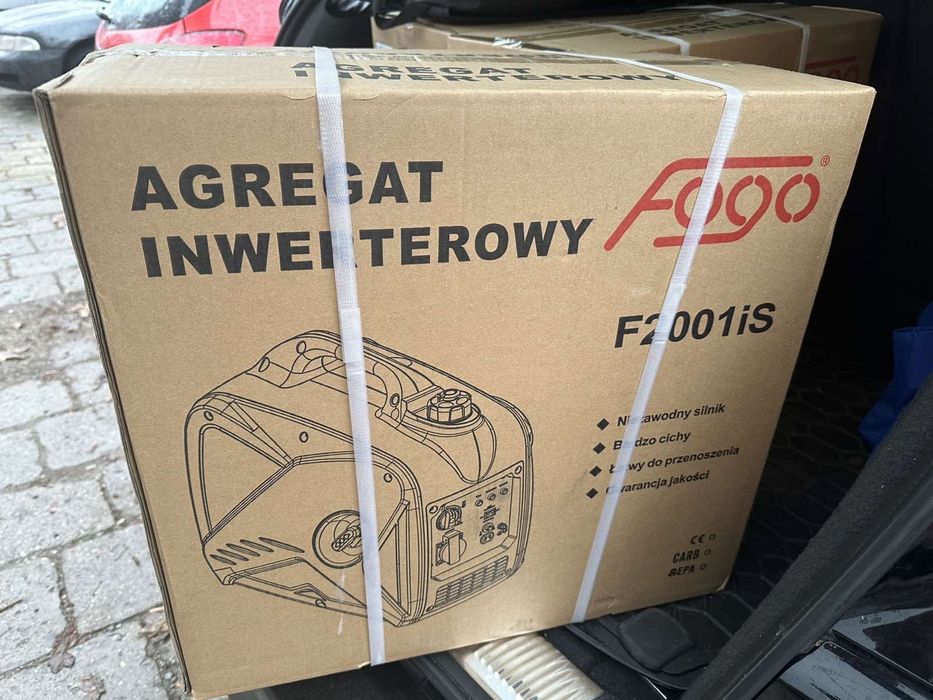 AGREGAT
INWERTEROWY
AGREGAT
INWERTEROWY
Fogo®
F2001iS
Niezawodny silnik
Bardzo cichy
Łatwy do przenoszenia
Gwarancja jakości
CE
CARB
EPA